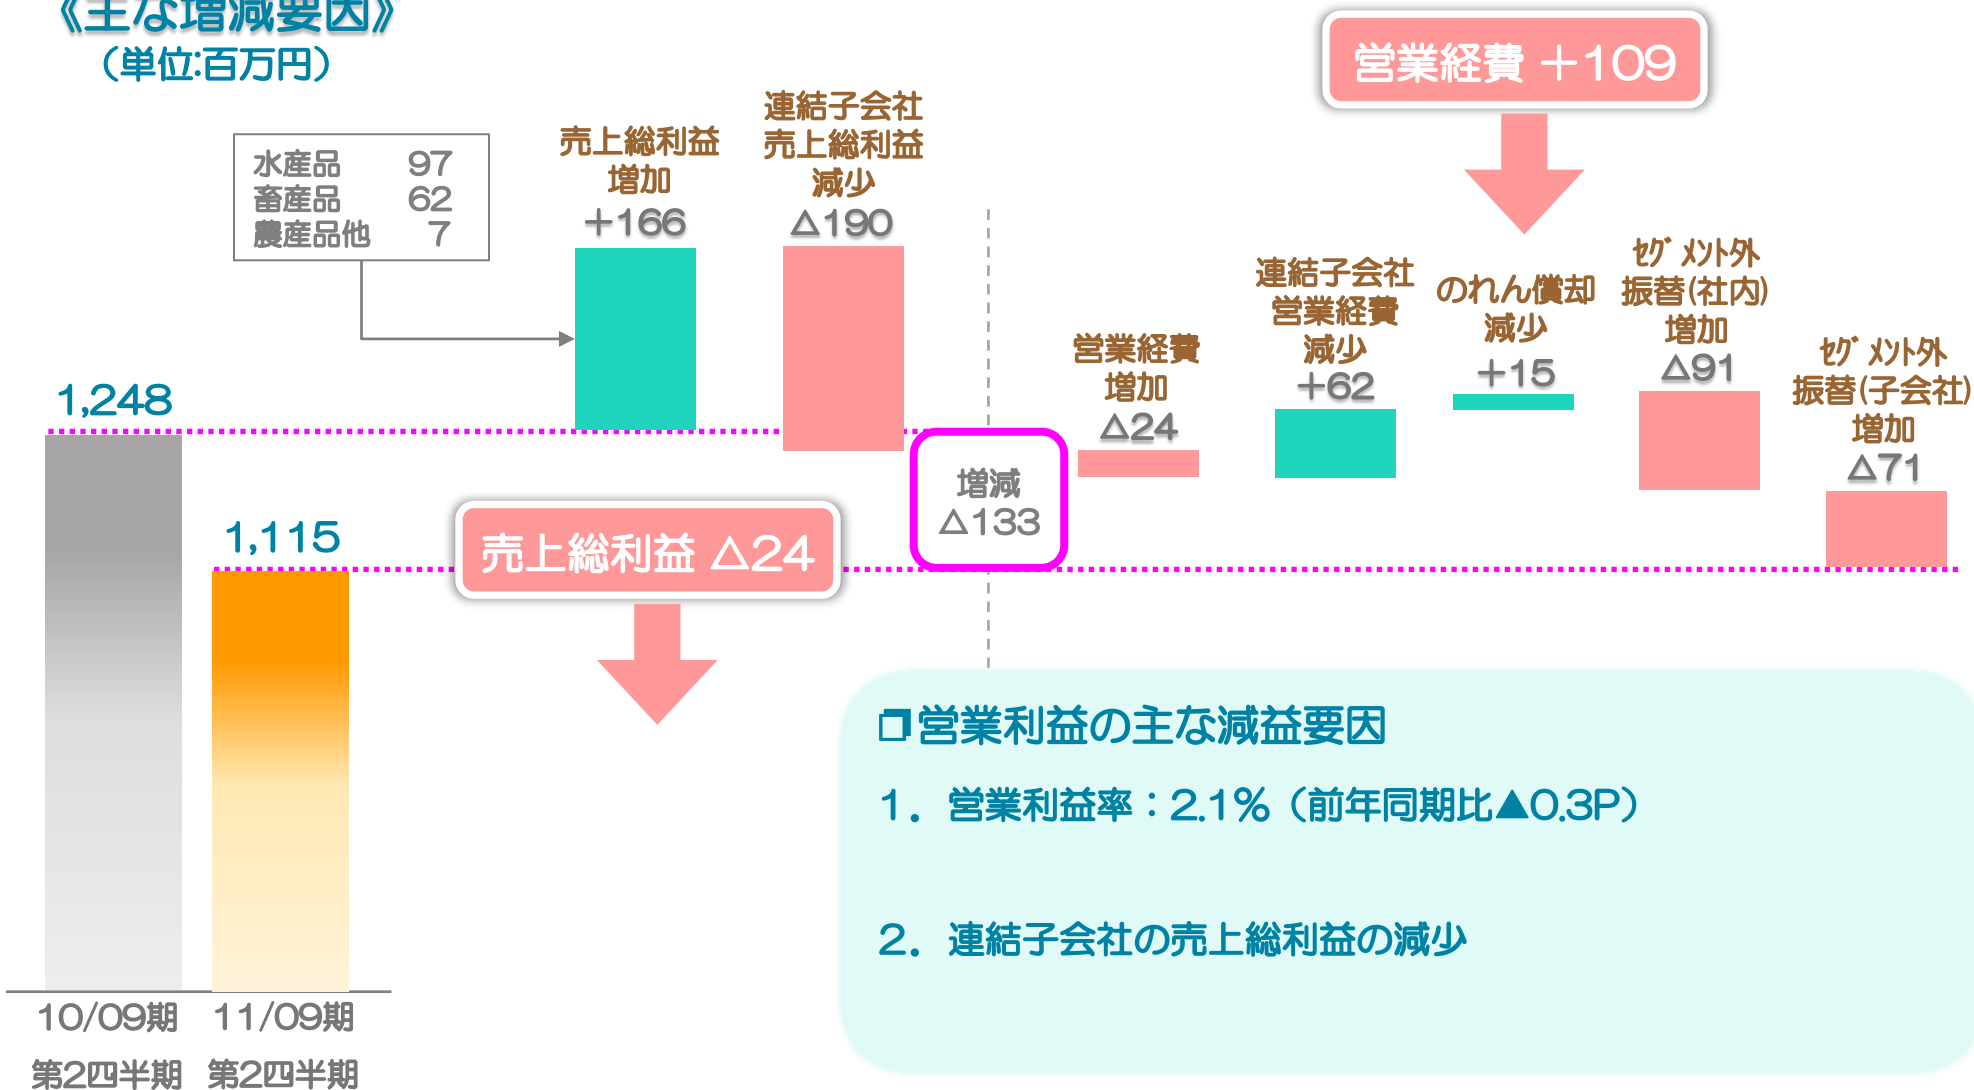 《主な増減要因》
(単位:百万円)
水産品 97
畜産品 62
農産品他 7
売上総利益
増加
+166
連結子会社
売上総利益
減少
△190
営業経費 +109
営業経費
増加
△24
連結子会社
営業経費
減少
+62
のれん償却
減少
+15
ｾｸﾞﾒﾝﾄ外
振替(社内)
増加
△91
ｾｸﾞﾒﾝﾄ外
振替(子会社)
増加
△71
1,248
1,115
売上総利益 △24
増減
△133
❒営業利益の主な減益要因
1．営業利益率：2.1%（前年同期比▲0.3P）
2．連結子会社の売上総利益の減少
10/09期
第2四半期
11/09期
第2四半期